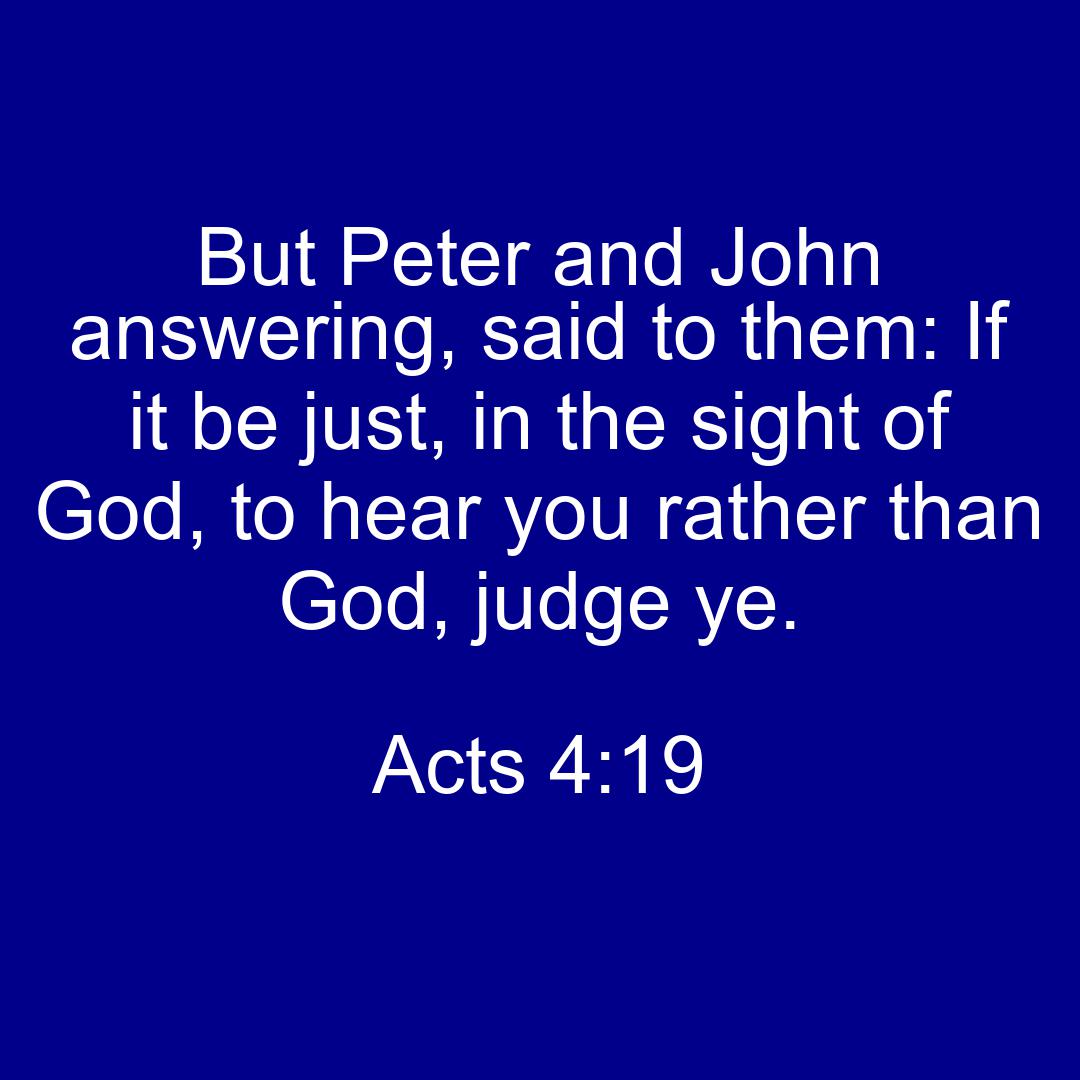 But Peter and John
answering, said to them: If
it be just, in the sight of
God, to hear you rather than
God, judge ye.
Acts 4:19